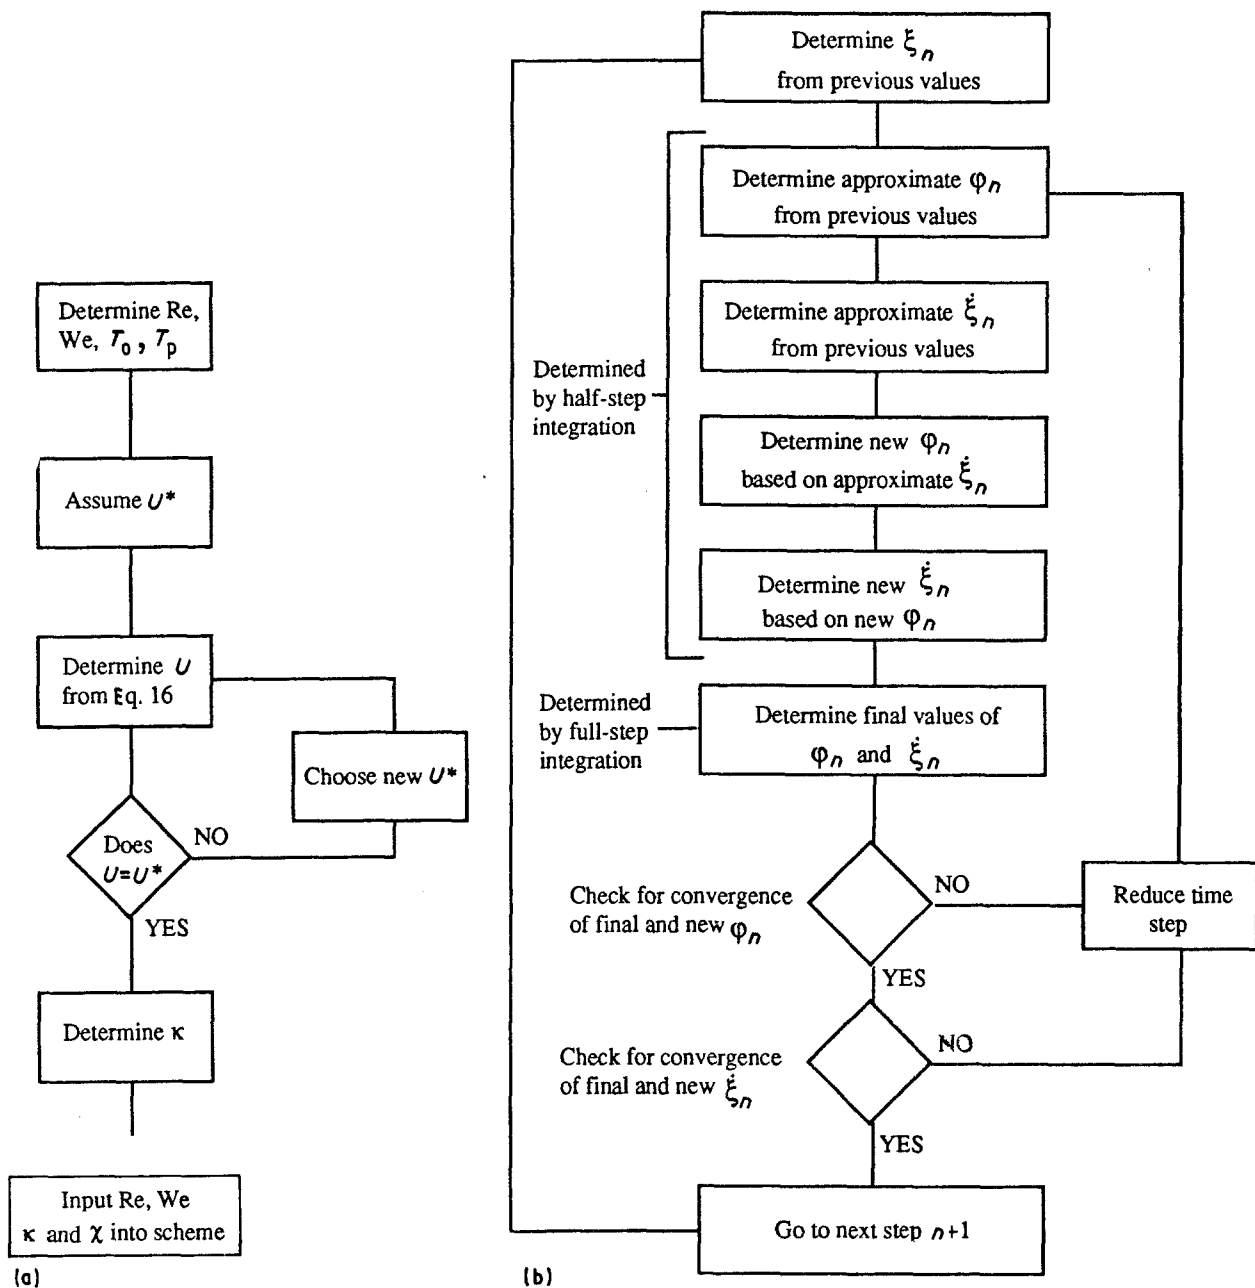 Determine Re,
We, T₀, Tₚ
Assume U*
Determine U
from Eq. 16
Choose new U*
Does
U=U*
NO
YES
Determine κ
Input Re, We
κ and χ into scheme
(a)
Determine ξₙ
from previous values
Determine approximate φₙ
from previous values
Determine approximate ξ̇ₙ
from previous values
Determined
by half-step
integration
Determine new φₙ
based on approximate ξ̇ₙ
Determine new ξ̇ₙ
based on new φₙ
Determined
by full-step
integration
Determine final values of
φₙ and ξ̇ₙ
Check for convergence
of final and new φₙ
NO
YES
Reduce time
step
Check for convergence
of final and new ξ̇ₙ
NO
YES
Go to next step n+1
(b)